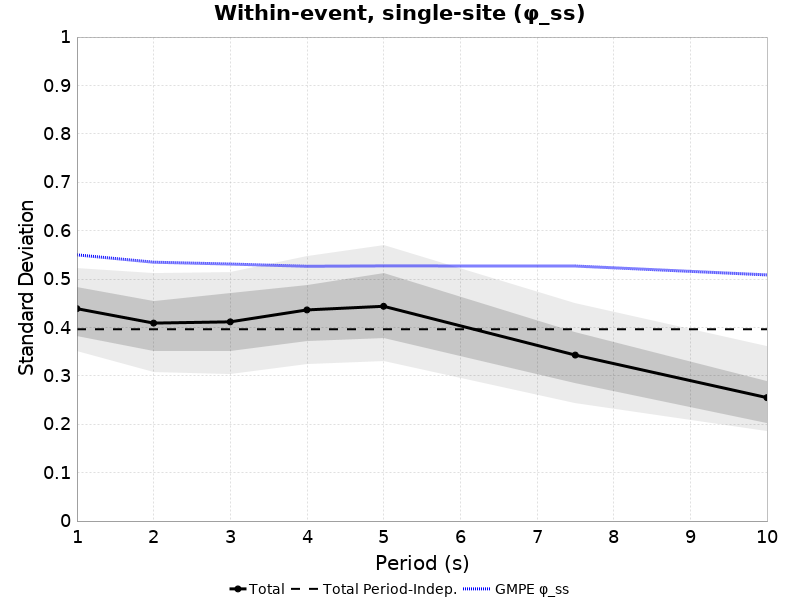 Within-event, single-site (φ_ss)
Standard Deviation
1
0.9
0.8
0.7
0.6
0.5
0.4
0.3
0.2
0.1
0
1 2 3 4 5 6 7 8 9 10
Period (s)
Total Total Period-Indep. GMPE φ_ss